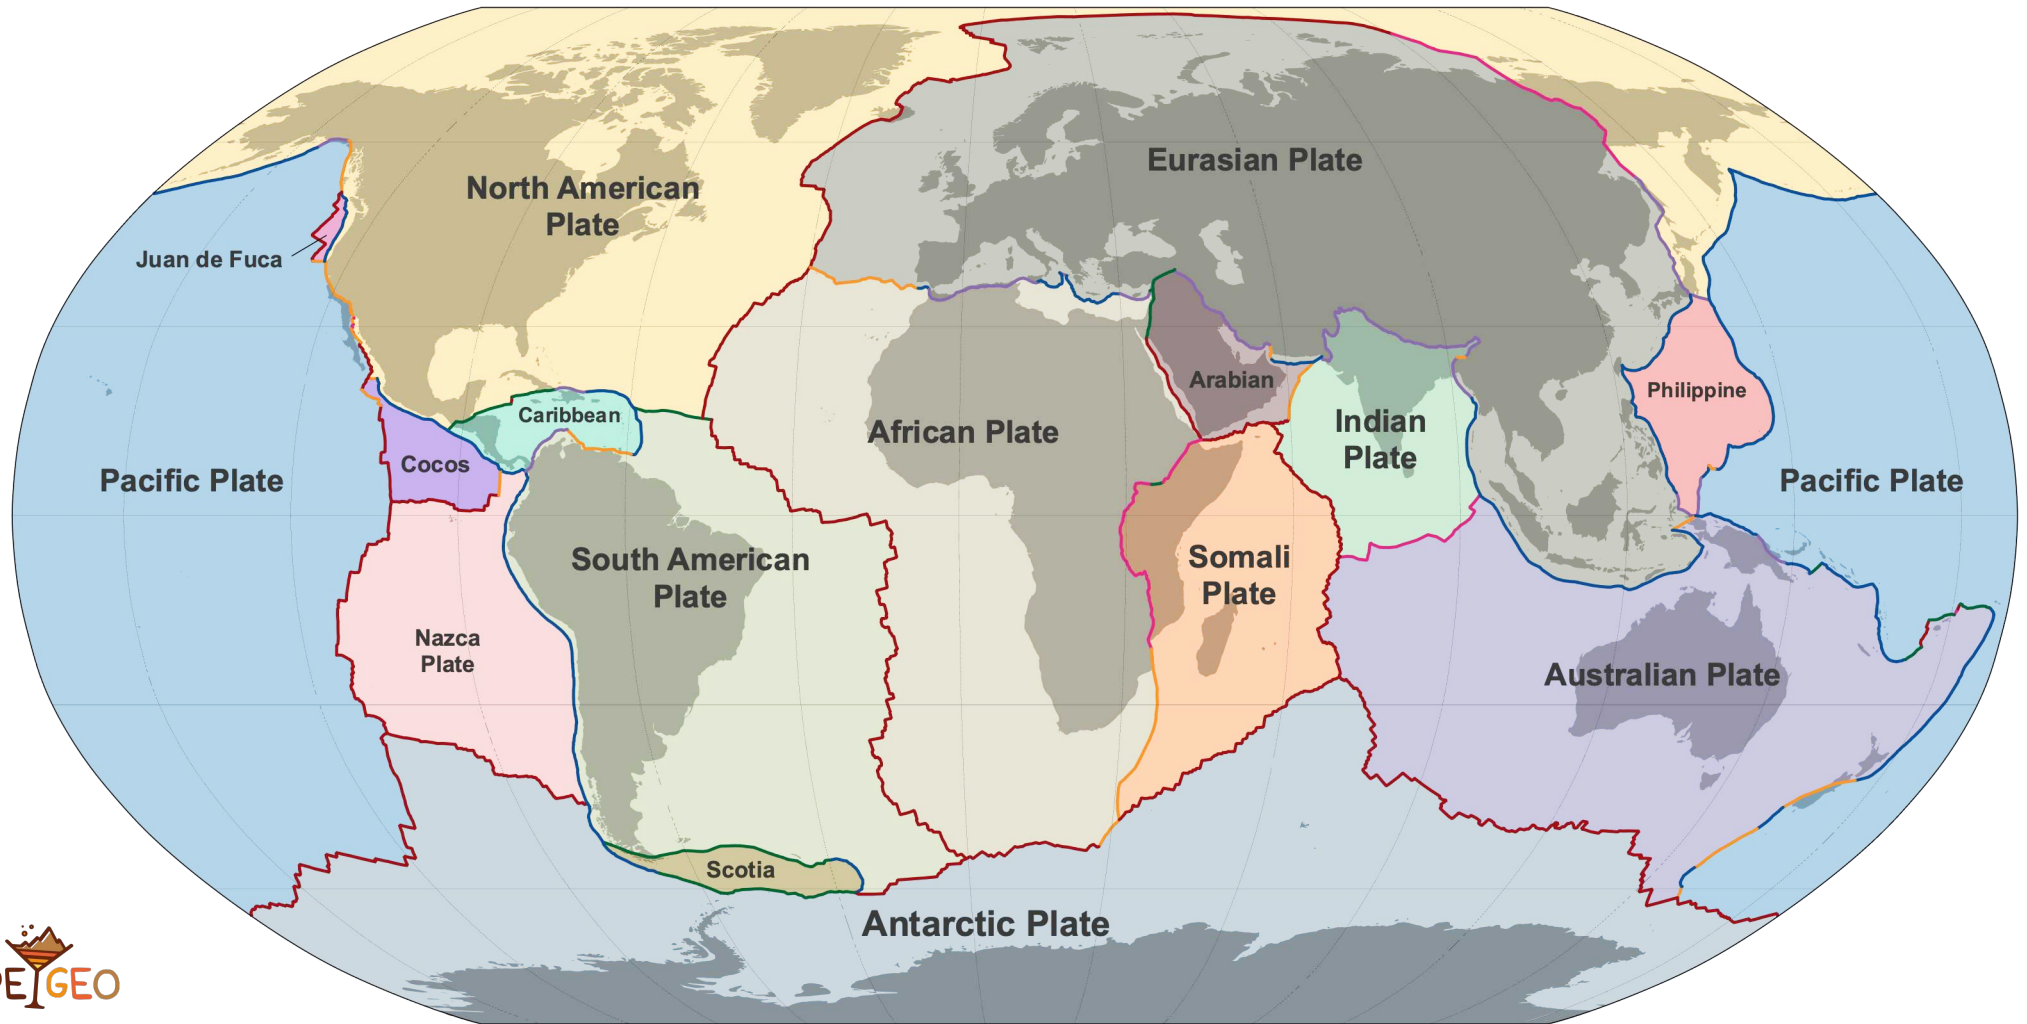 North American
Plate
Eurasian Plate
Juan de Fuca
Caribbean
Cocos
Pacific Plate
African Plate
Arabian
Indian
Plate
Philippine
Pacific Plate
South American
Plate
Somali
Plate
Nazca
Plate
Australian Plate
Scotia
Antarctic Plate
GEO